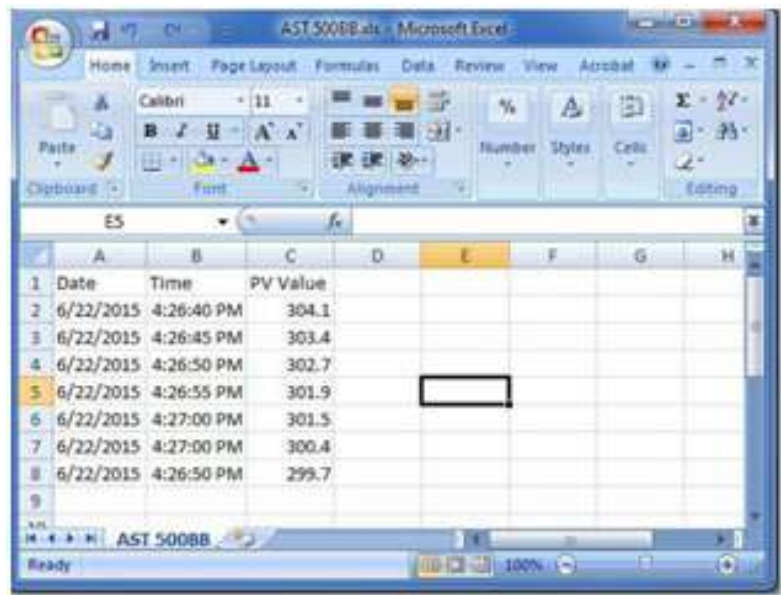 AST 500BB.xls - Microsoft Excel
Home Insert Page Layout Formulas Data Review View Acrobat
Paste
Calibri 11
B I U A A
%
A
Σ
Number Styles Cells
Clipboard Font Alignment Editing
E5 fx
A B C D E F G H
1 Date Time PV Value
2 6/22/2015 4:26:40 PM 304.1
3 6/22/2015 4:26:45 PM 303.4
4 6/22/2015 4:26:50 PM 302.7
5 6/22/2015 4:26:55 PM 301.9
6 6/22/2015 4:27:00 PM 301.5
7 6/22/2015 4:27:00 PM 300.4
8 6/22/2015 4:26:50 PM 299.7
9
AST 500BB
Ready 100%